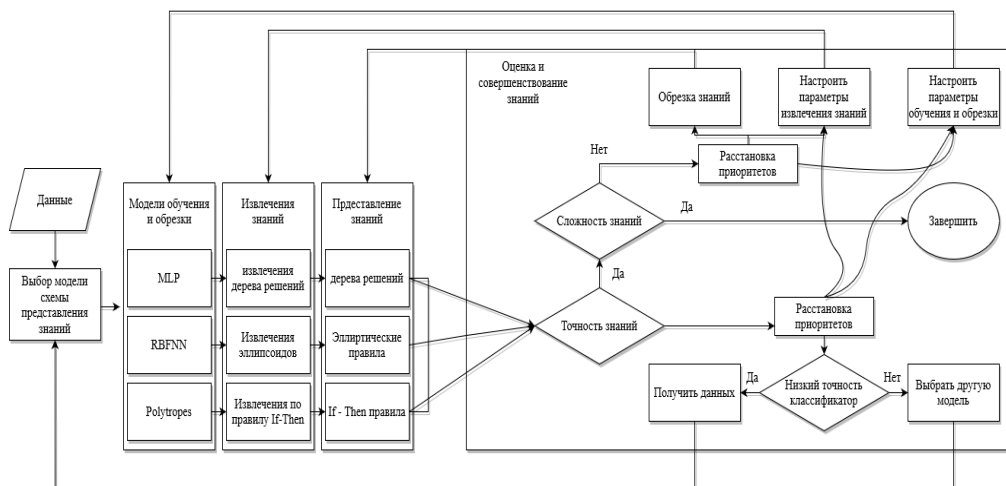 Оценка и
совершенствование
знаний
Обрезка знаний
Настроить
параметры
извлечения знаний
Настроить
параметры
обучения и обрезки
Нет
Расстановка
приоритетов
Данные
Модели обучения
и обрезки
Извлечения
знаний
Прдеставление
знаний
Сложность знаний
Да
Завершить
Выбор модели
схемы
представления
знаний
MLP
извлечения
дерева решений
дерева решений
Да
Точность знаний
Расстановка
приоритетов
RBFNN
Извлечения
эллипсоидов
Эллиртические
правила
Получить данных
Да
Низкий точность
классификатор
Нет
Выбрать другую
модель
Polytropes
Извлечения по
правилу If-Then
If - Then правила